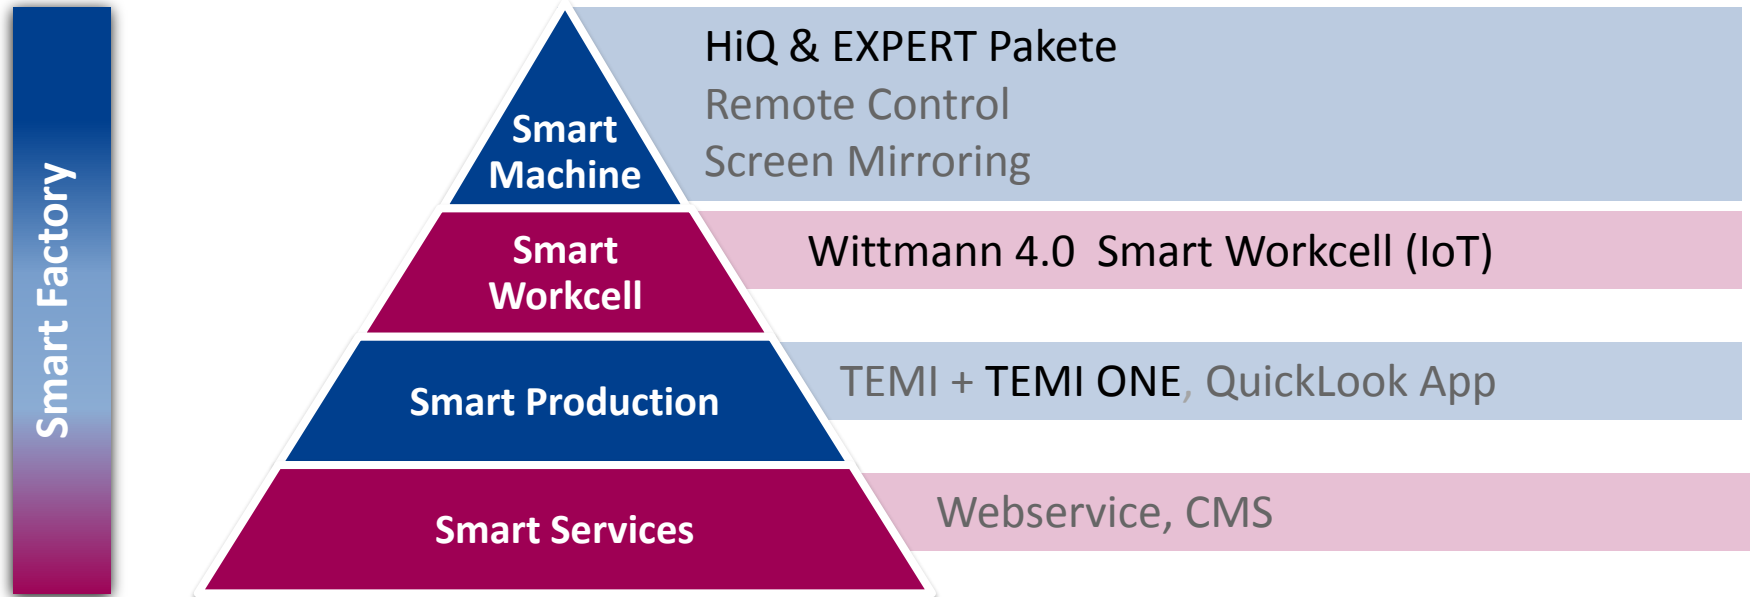 Smart Factory
Smart
Machine
HiQ & EXPERT Pakete
Remote Control
Screen Mirroring
Smart
Workcell
Wittmann 4.0  Smart Workcell (IoT)
Smart Production
TEMI + TEMI ONE, QuickLook App
Smart Services
Webservice, CMS